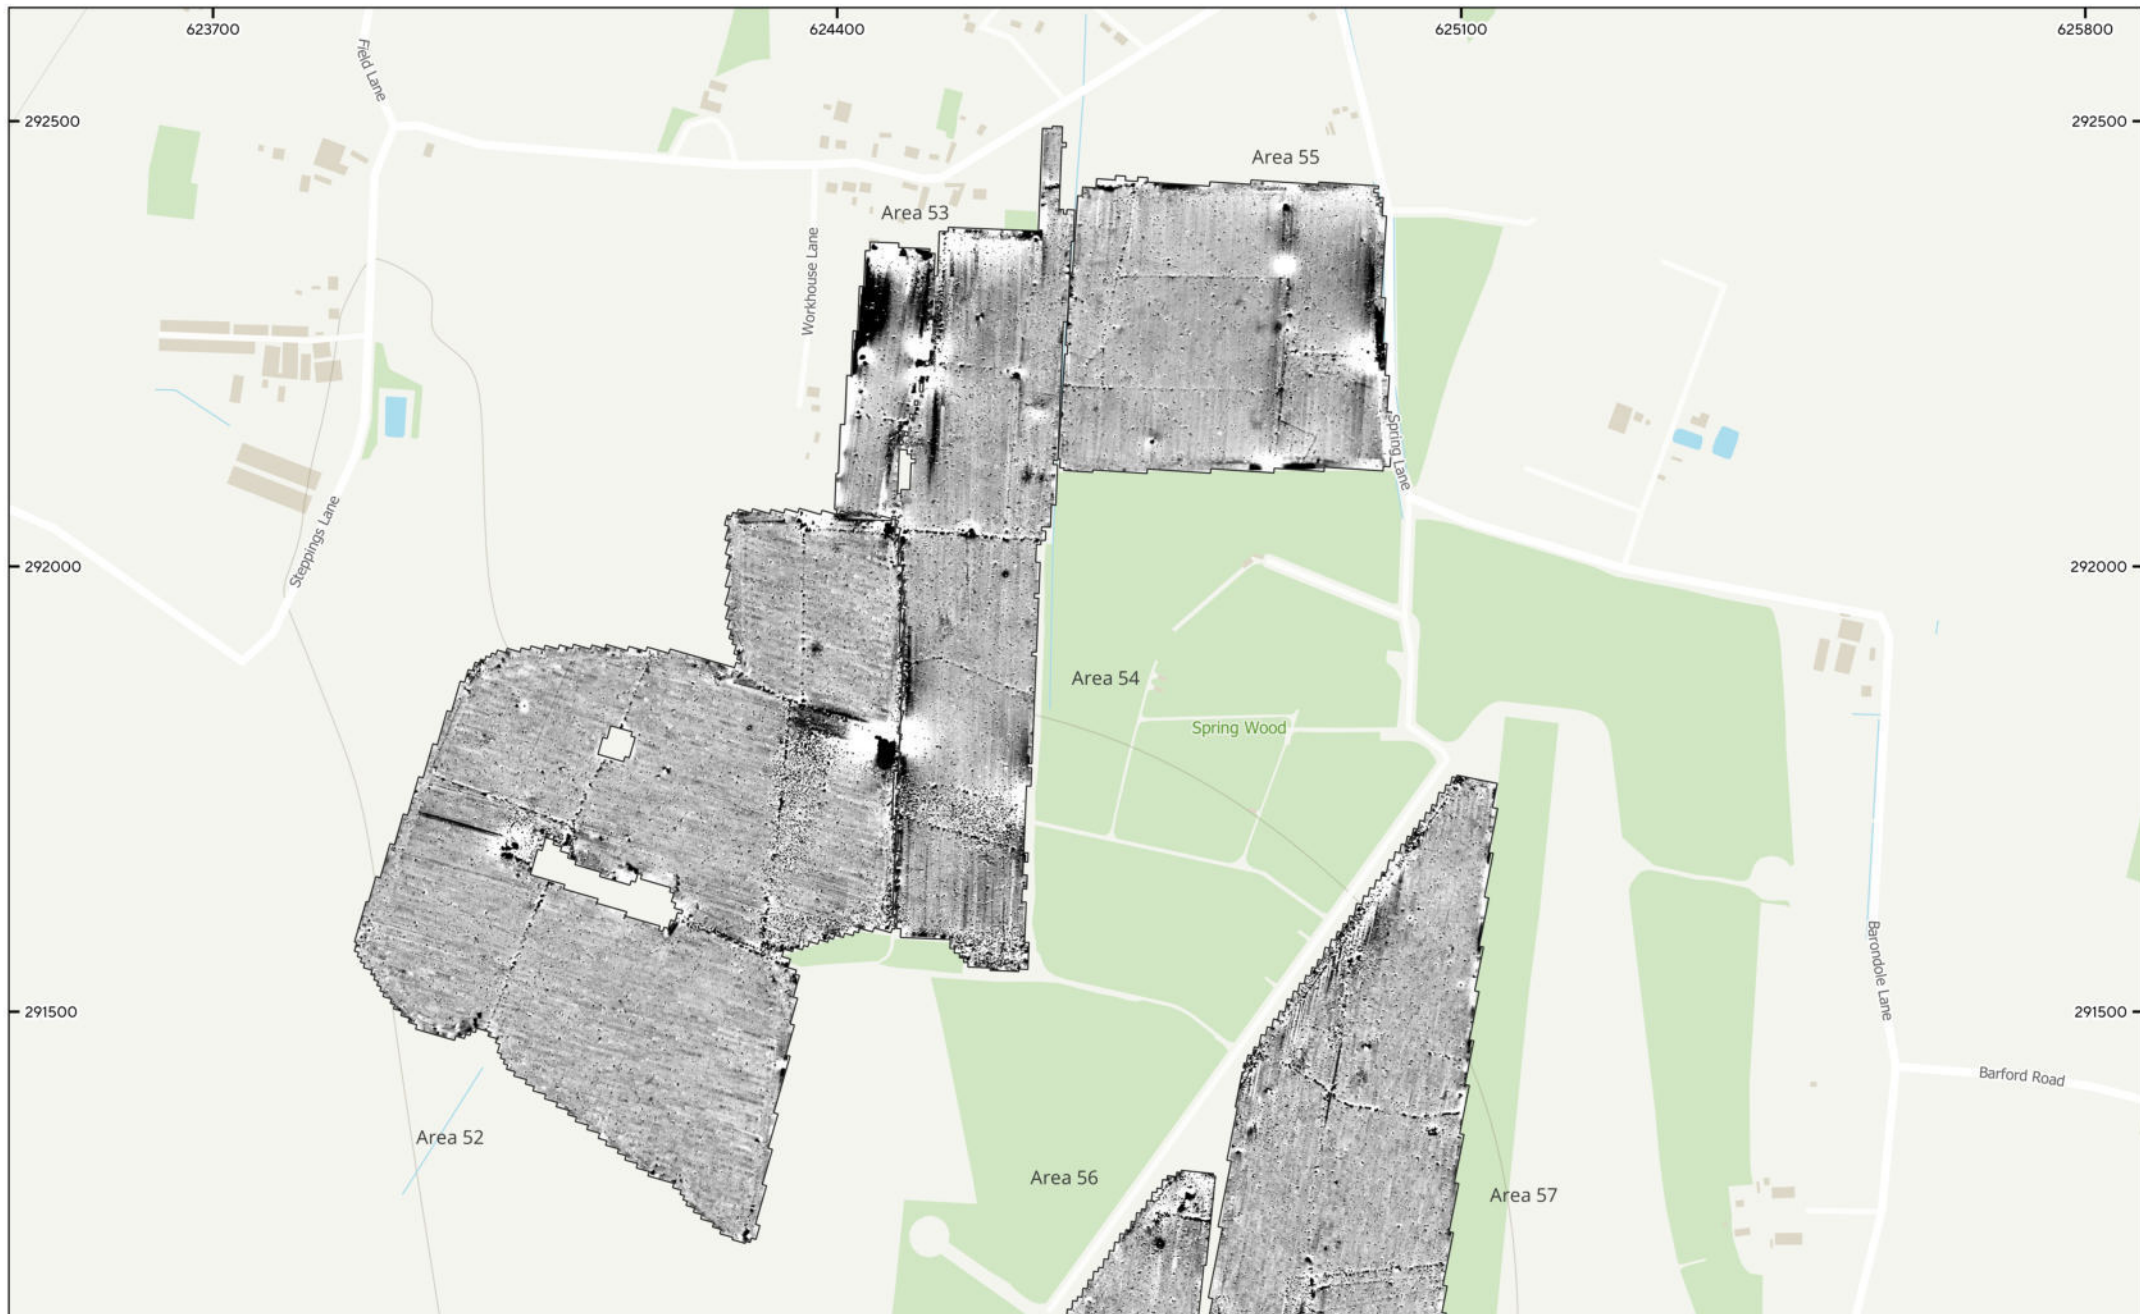 623700
624400
625100
625800
Field Lane
292500
292500
Area 55
Area 53
Workhouse Lane
Spring Lane
Steppings Lane
292000
292000
Area 54
Spring Wood
Barondole Lane
291500
291500
Barford Road
Area 52
Area 56
Area 57